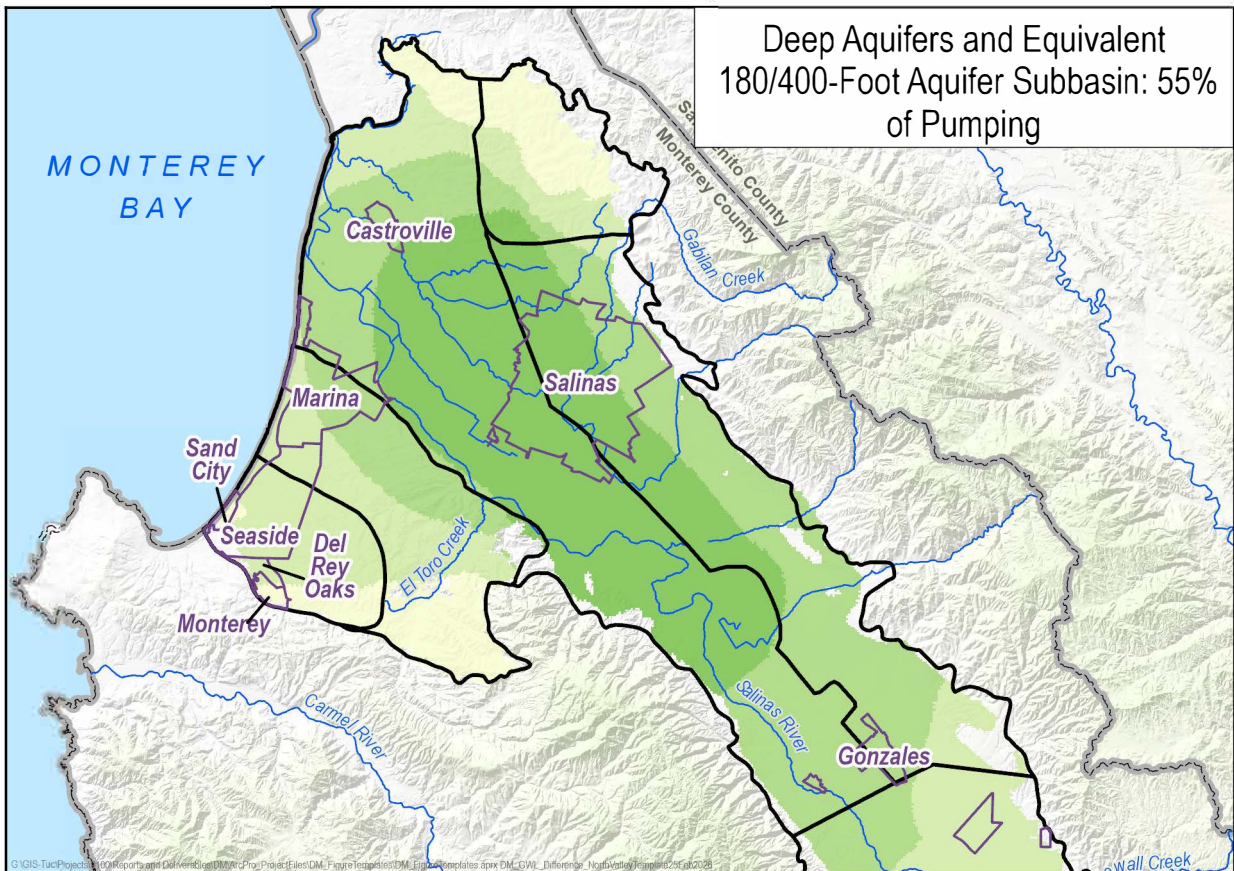 Deep Aquifers and Equivalent
180/400-Foot Aquifer Subbasin: 55%
of Pumping
Monterey County
MONTEREY
BAY
Castroville
Gabilan Creek
Salinas
Marina
Sand
City
Seaside
Del
Rey
Oaks
El Toro Creek
Monterey
Carmel River
Salinas River
Gonzales